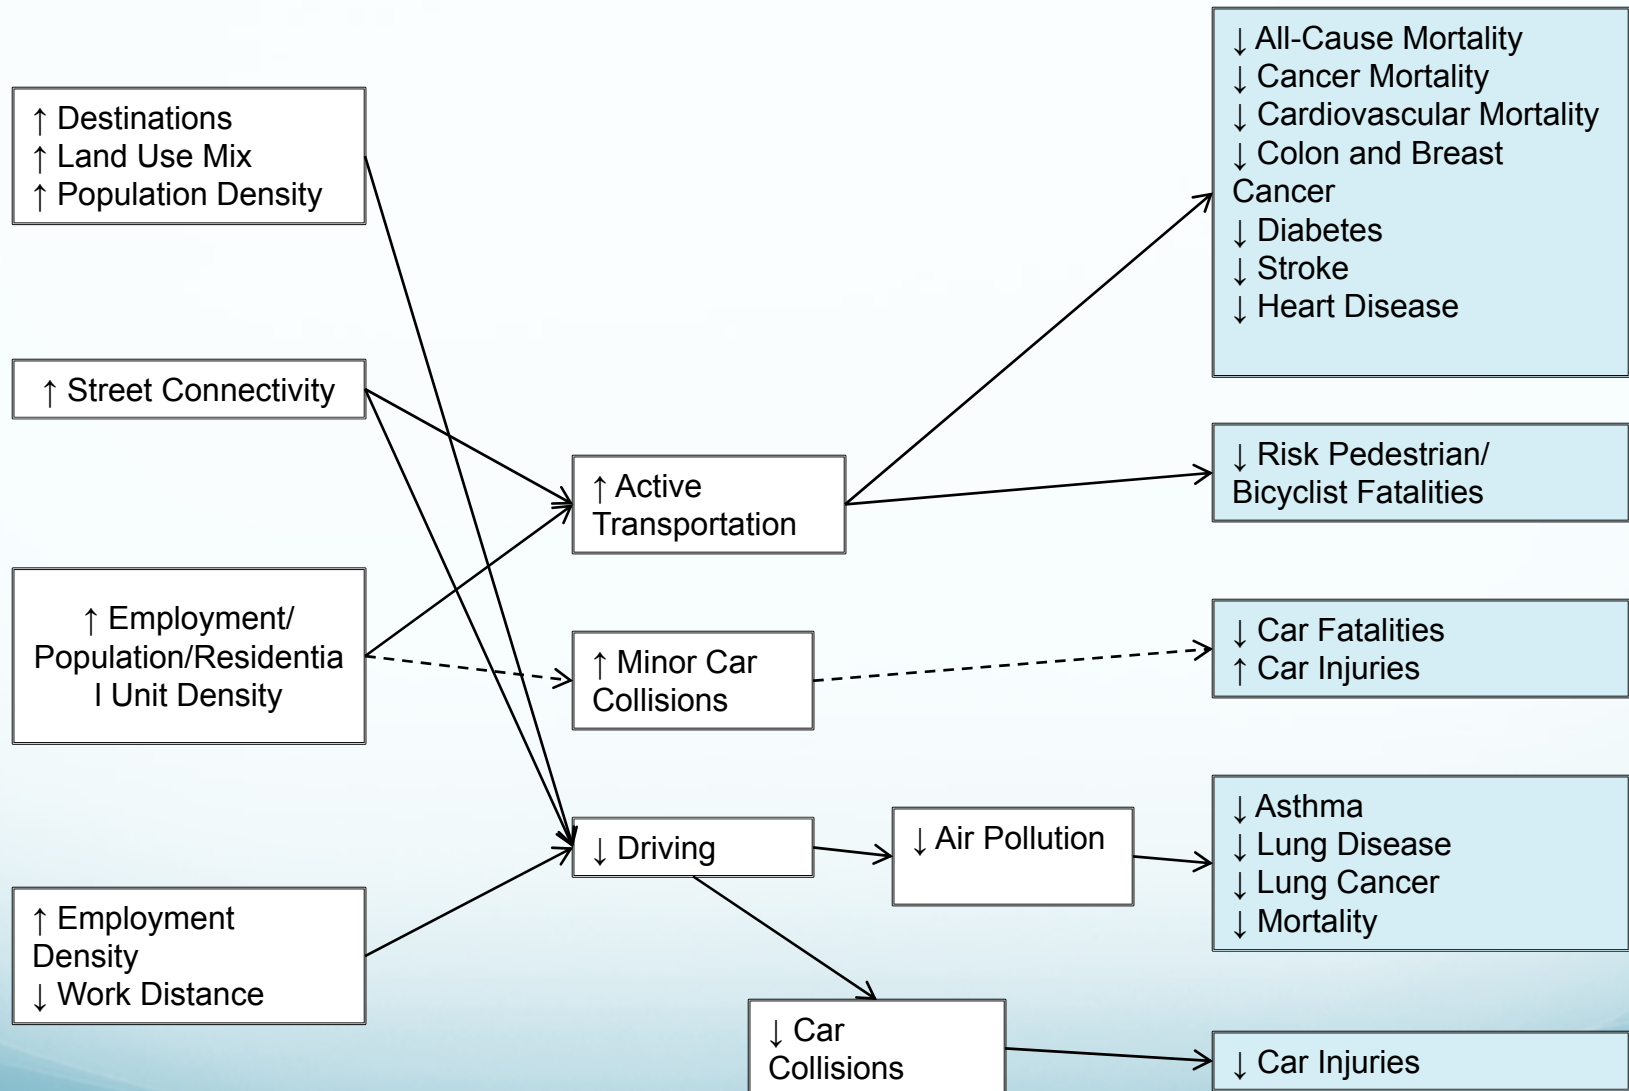 ↑ Destinations
↑ Land Use Mix
↑ Population Density
↑ Street Connectivity
↑ Employment/
Population/Residentia
l Unit Density
↑ Employment
Density
↓ Work Distance
↑ Active
Transportation
↑ Minor Car
Collisions
↓ Driving
↓ Air Pollution
↓ Car
Collisions
↓ All-Cause Mortality
↓ Cancer Mortality
↓ Cardiovascular Mortality
↓ Colon and Breast
Cancer
↓ Diabetes
↓ Stroke
↓ Heart Disease
↓ Risk Pedestrian/
Bicyclist Fatalities
↓ Car Fatalities
↑ Car Injuries
↓ Asthma
↓ Lung Disease
↓ Lung Cancer
↓ Mortality
↓ Car Injuries